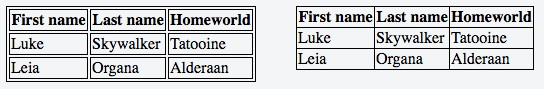 First name Last name Homeworld
Luke Skywalker Tatooine
Leia Organa Alderaan
First name Last name Homeworld
Luke Skywalker Tatooine
Leia Organa Alderaan